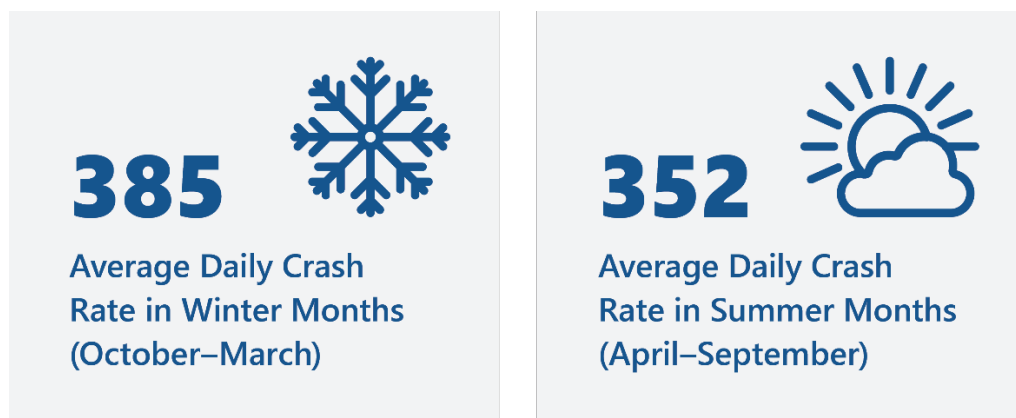 385
Average Daily Crash
Rate in Winter Months
(October–March)
352
Average Daily Crash
Rate in Summer Months
(April–September)